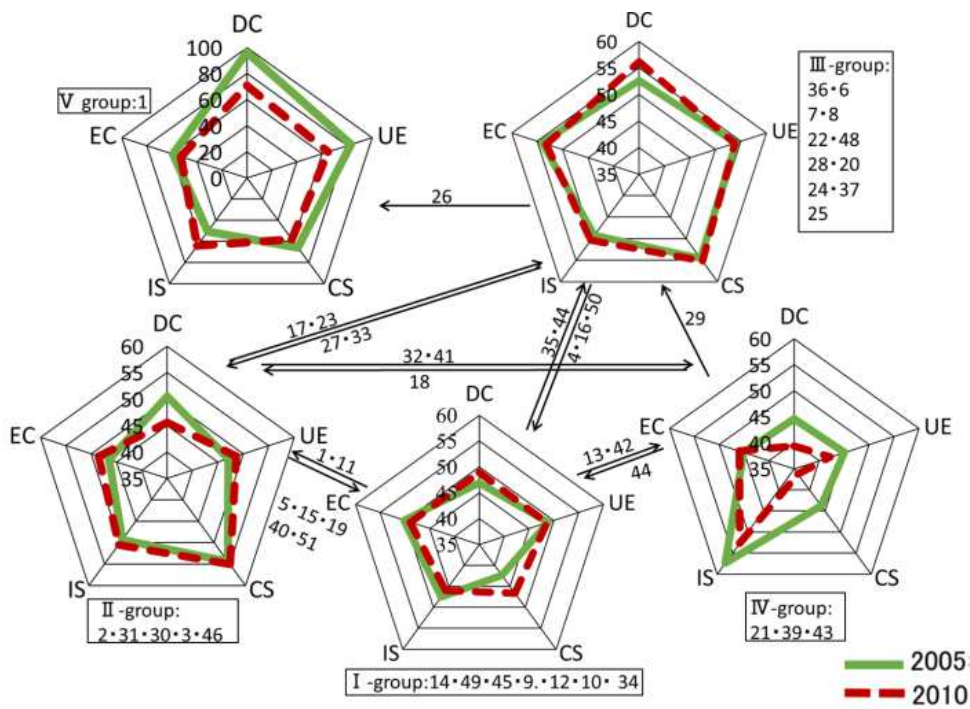 DC
100
80
60
40
20
0
EC
UE
IS
CS
Ⅴ group:1
DC
60
55
50
45
40
35
UE
CS
IS
Ⅲ-group:
36•6
7•8
22•48
28•20
24•37
25
26
17•23
27•33
35•44
4•16•50
29
32•41
18
DC
60
55
50
45
40
35
EC
UE
IS
CS
Ⅱ-group:
2•31•30•3•46
1•11
5•15•19
40•51
DC
60
55
50
45
40
35
EC
UE
IS
CS
Ⅰ-group:14•49•45•9.•12•10• 34
13•42
44
DC
60
55
50
45
40
35
EC
UE
IS
CS
Ⅳ-group:
21•39•43
2005
2010